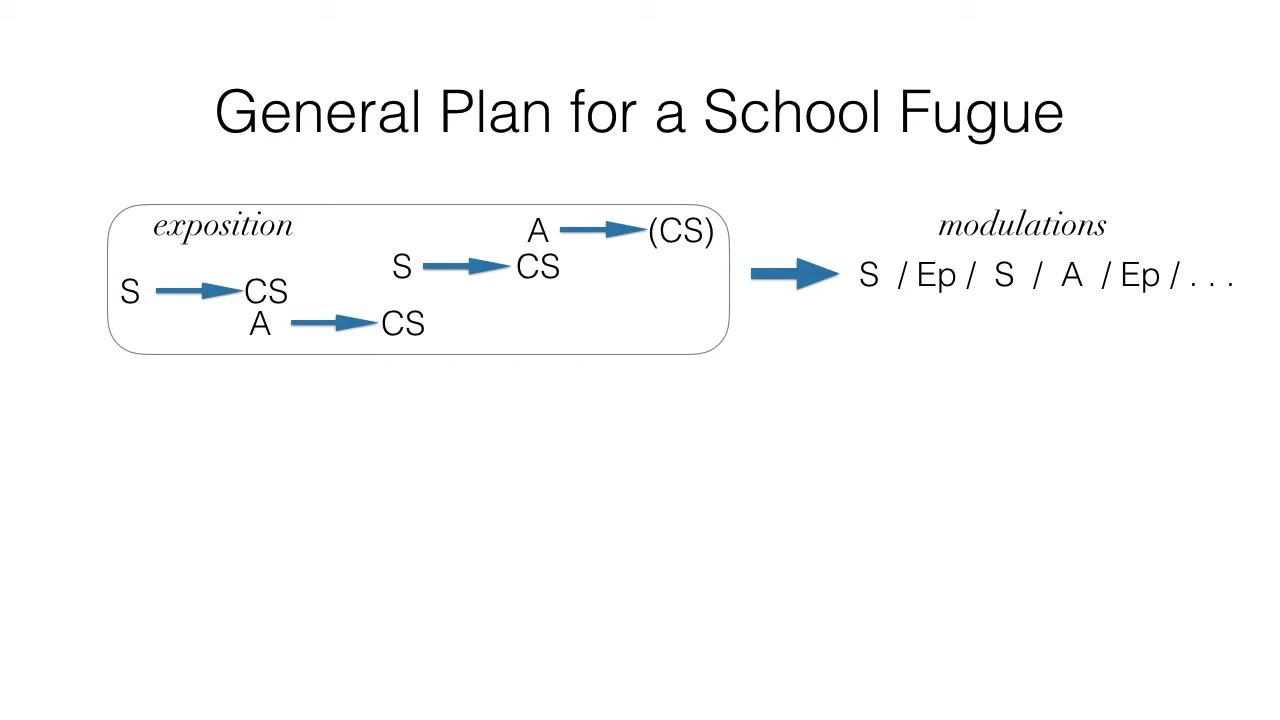 General Plan for a School Fugue
exposition
A (CS)
S CS
S CS
A CS
modulations
S / Ep / S / A / Ep / . . .